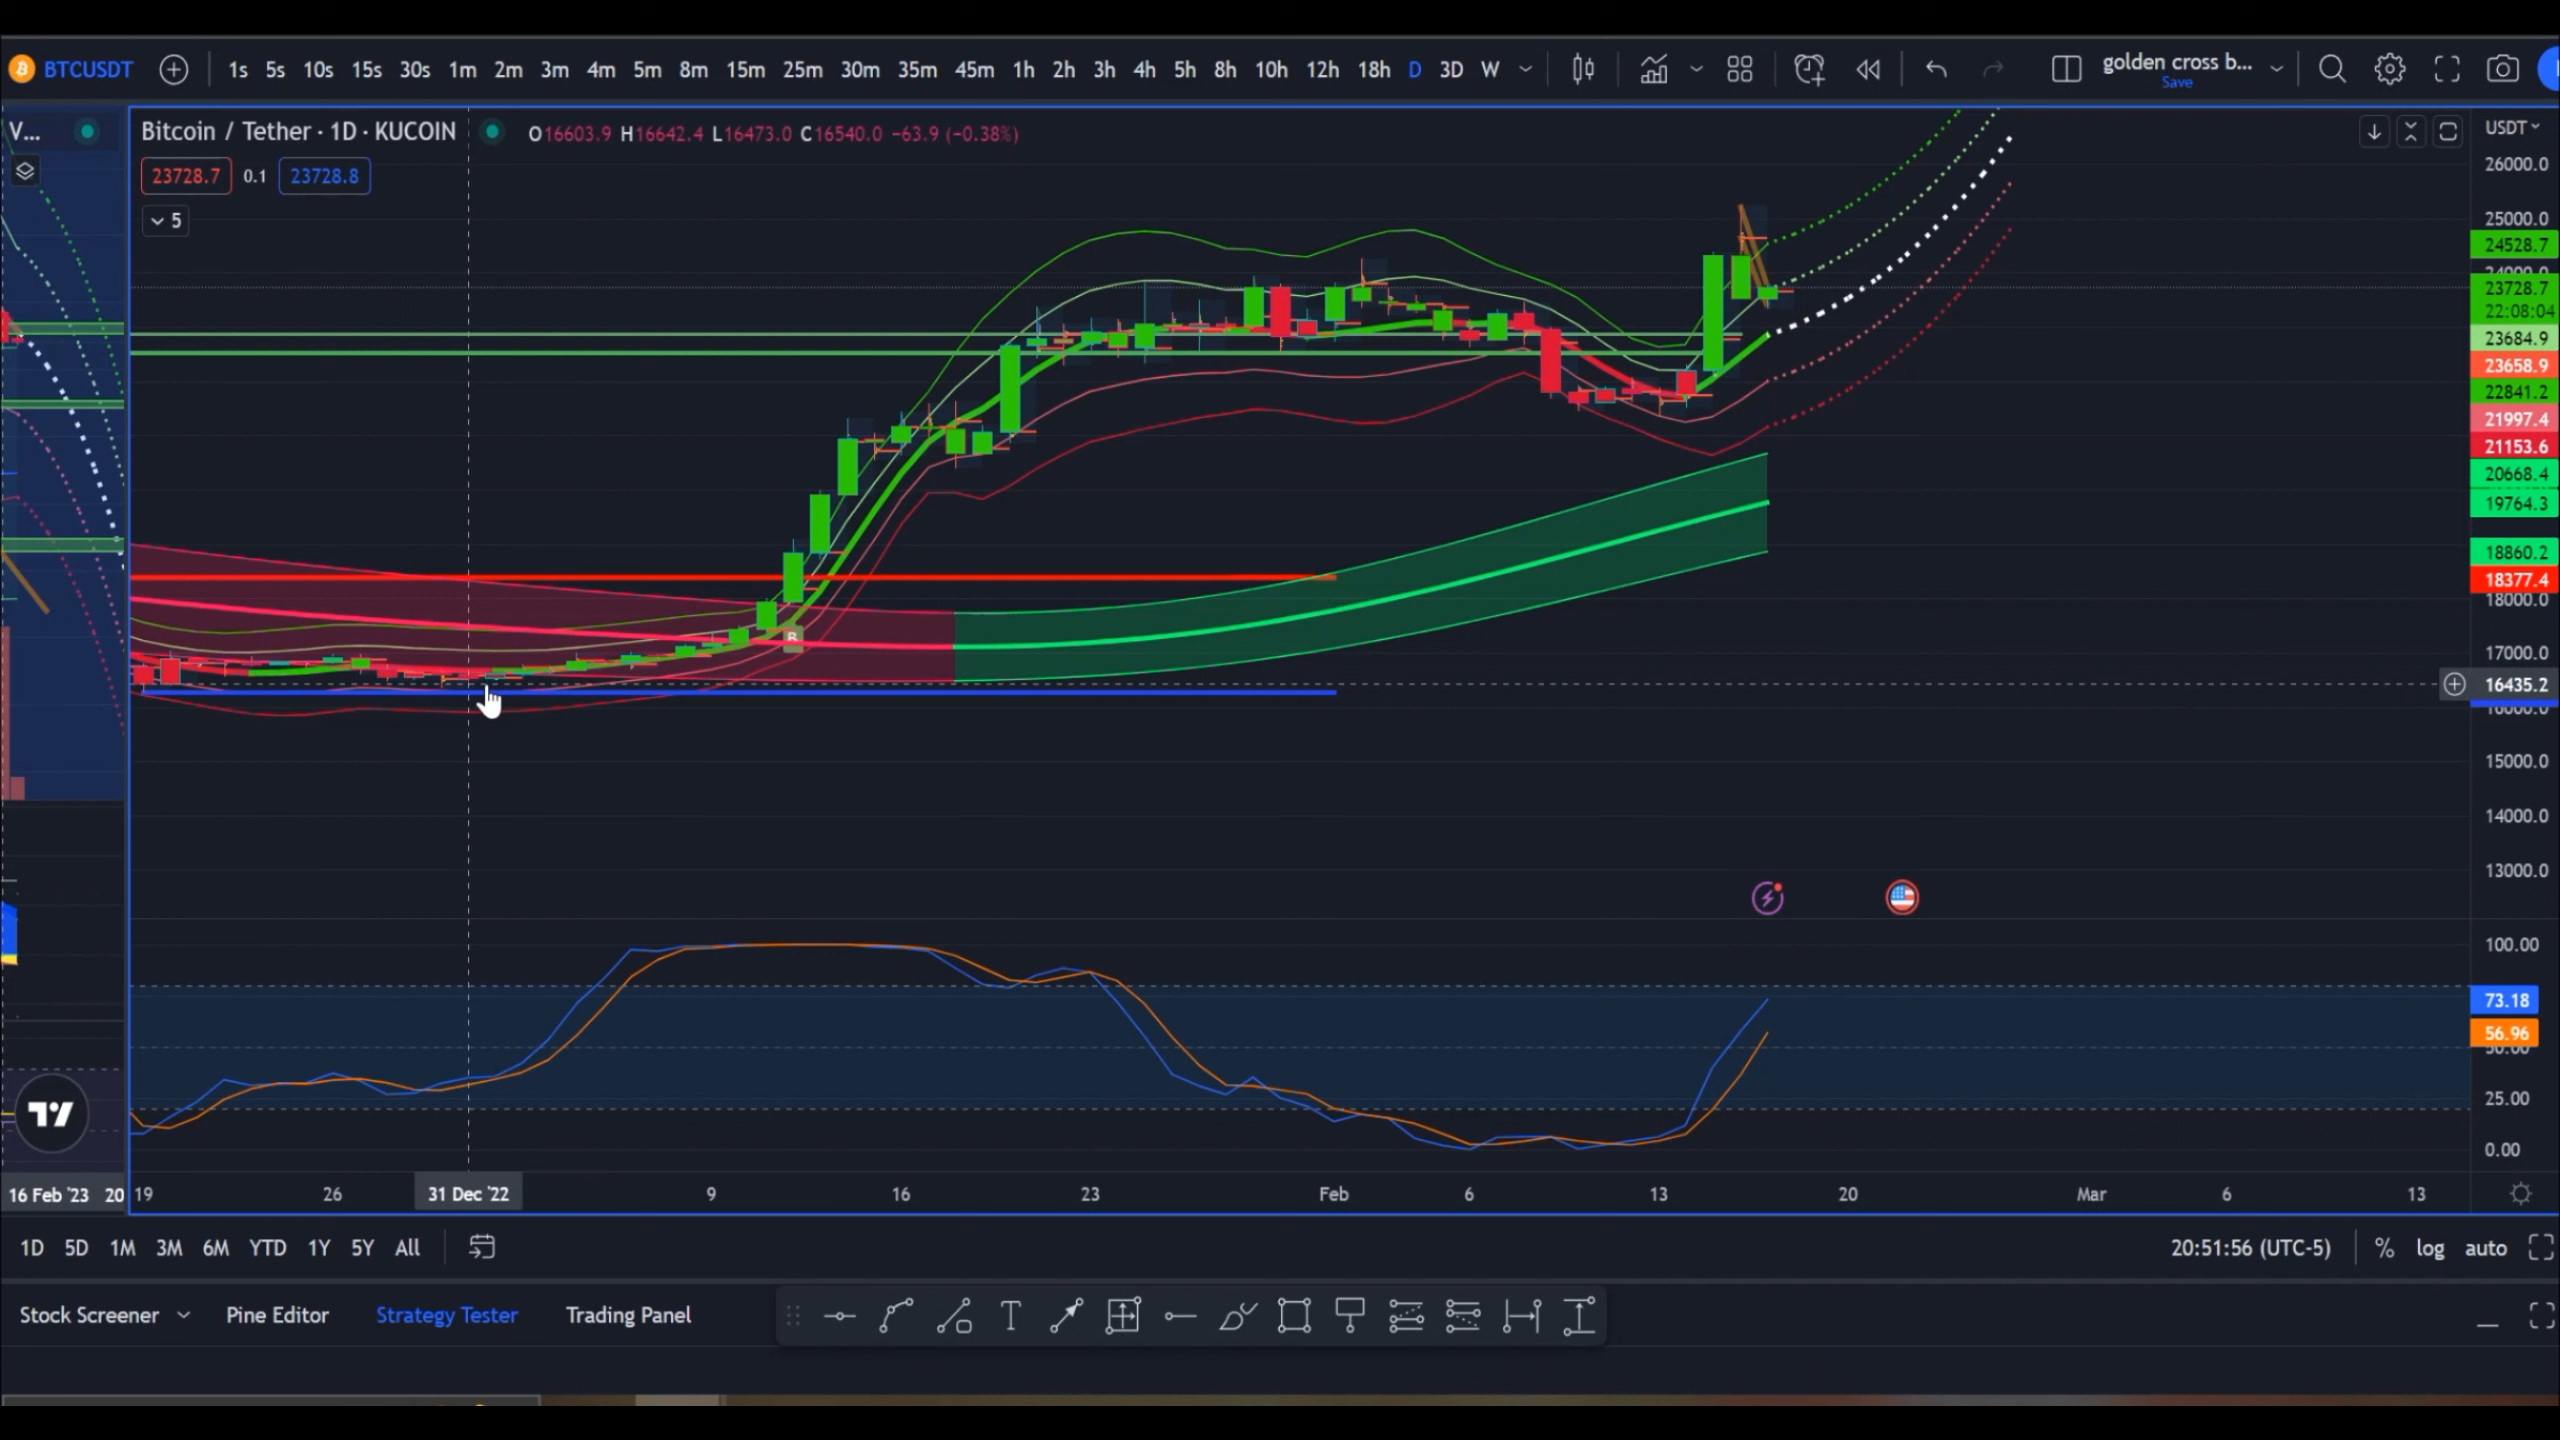 BTCUSDT 1s 5s 10s 15s 30s 1m 2m 3m 4m 5m 8m 15m 25m 30m 35m 45m 1h 2h 3h 4h 5h 8h 10h 12h 18h D 3D W golden cross b...
Save
V...
Bitcoin / Tether · 1D · KUCOIN O16603.9 H16642.4 L16473.0 C16540.0 −63.9 (−0.38%)
USDT
23728.7 0.1 23728.8
5
26000.0
25000.0
24528.7
24000.0
23728.7
22:08:04
23684.9
23658.9
22841.2
21997.4
21153.6
20668.4
19764.3
18860.2
18377.4
18000.0
B
17000.0
16435.2
16000.0
15000.0
14000.0
13000.0
100.00
73.18
56.96
50.00
25.00
0.00
16 Feb '23 20 19 26 31 Dec '22 9 16 23 Feb 6 13 20 Mar 6 13
1D 5D 1M 3M 6M YTD 1Y 5Y All 20:51:56 (UTC-5) % log auto
Stock Screener Pine Editor Strategy Tester Trading Panel